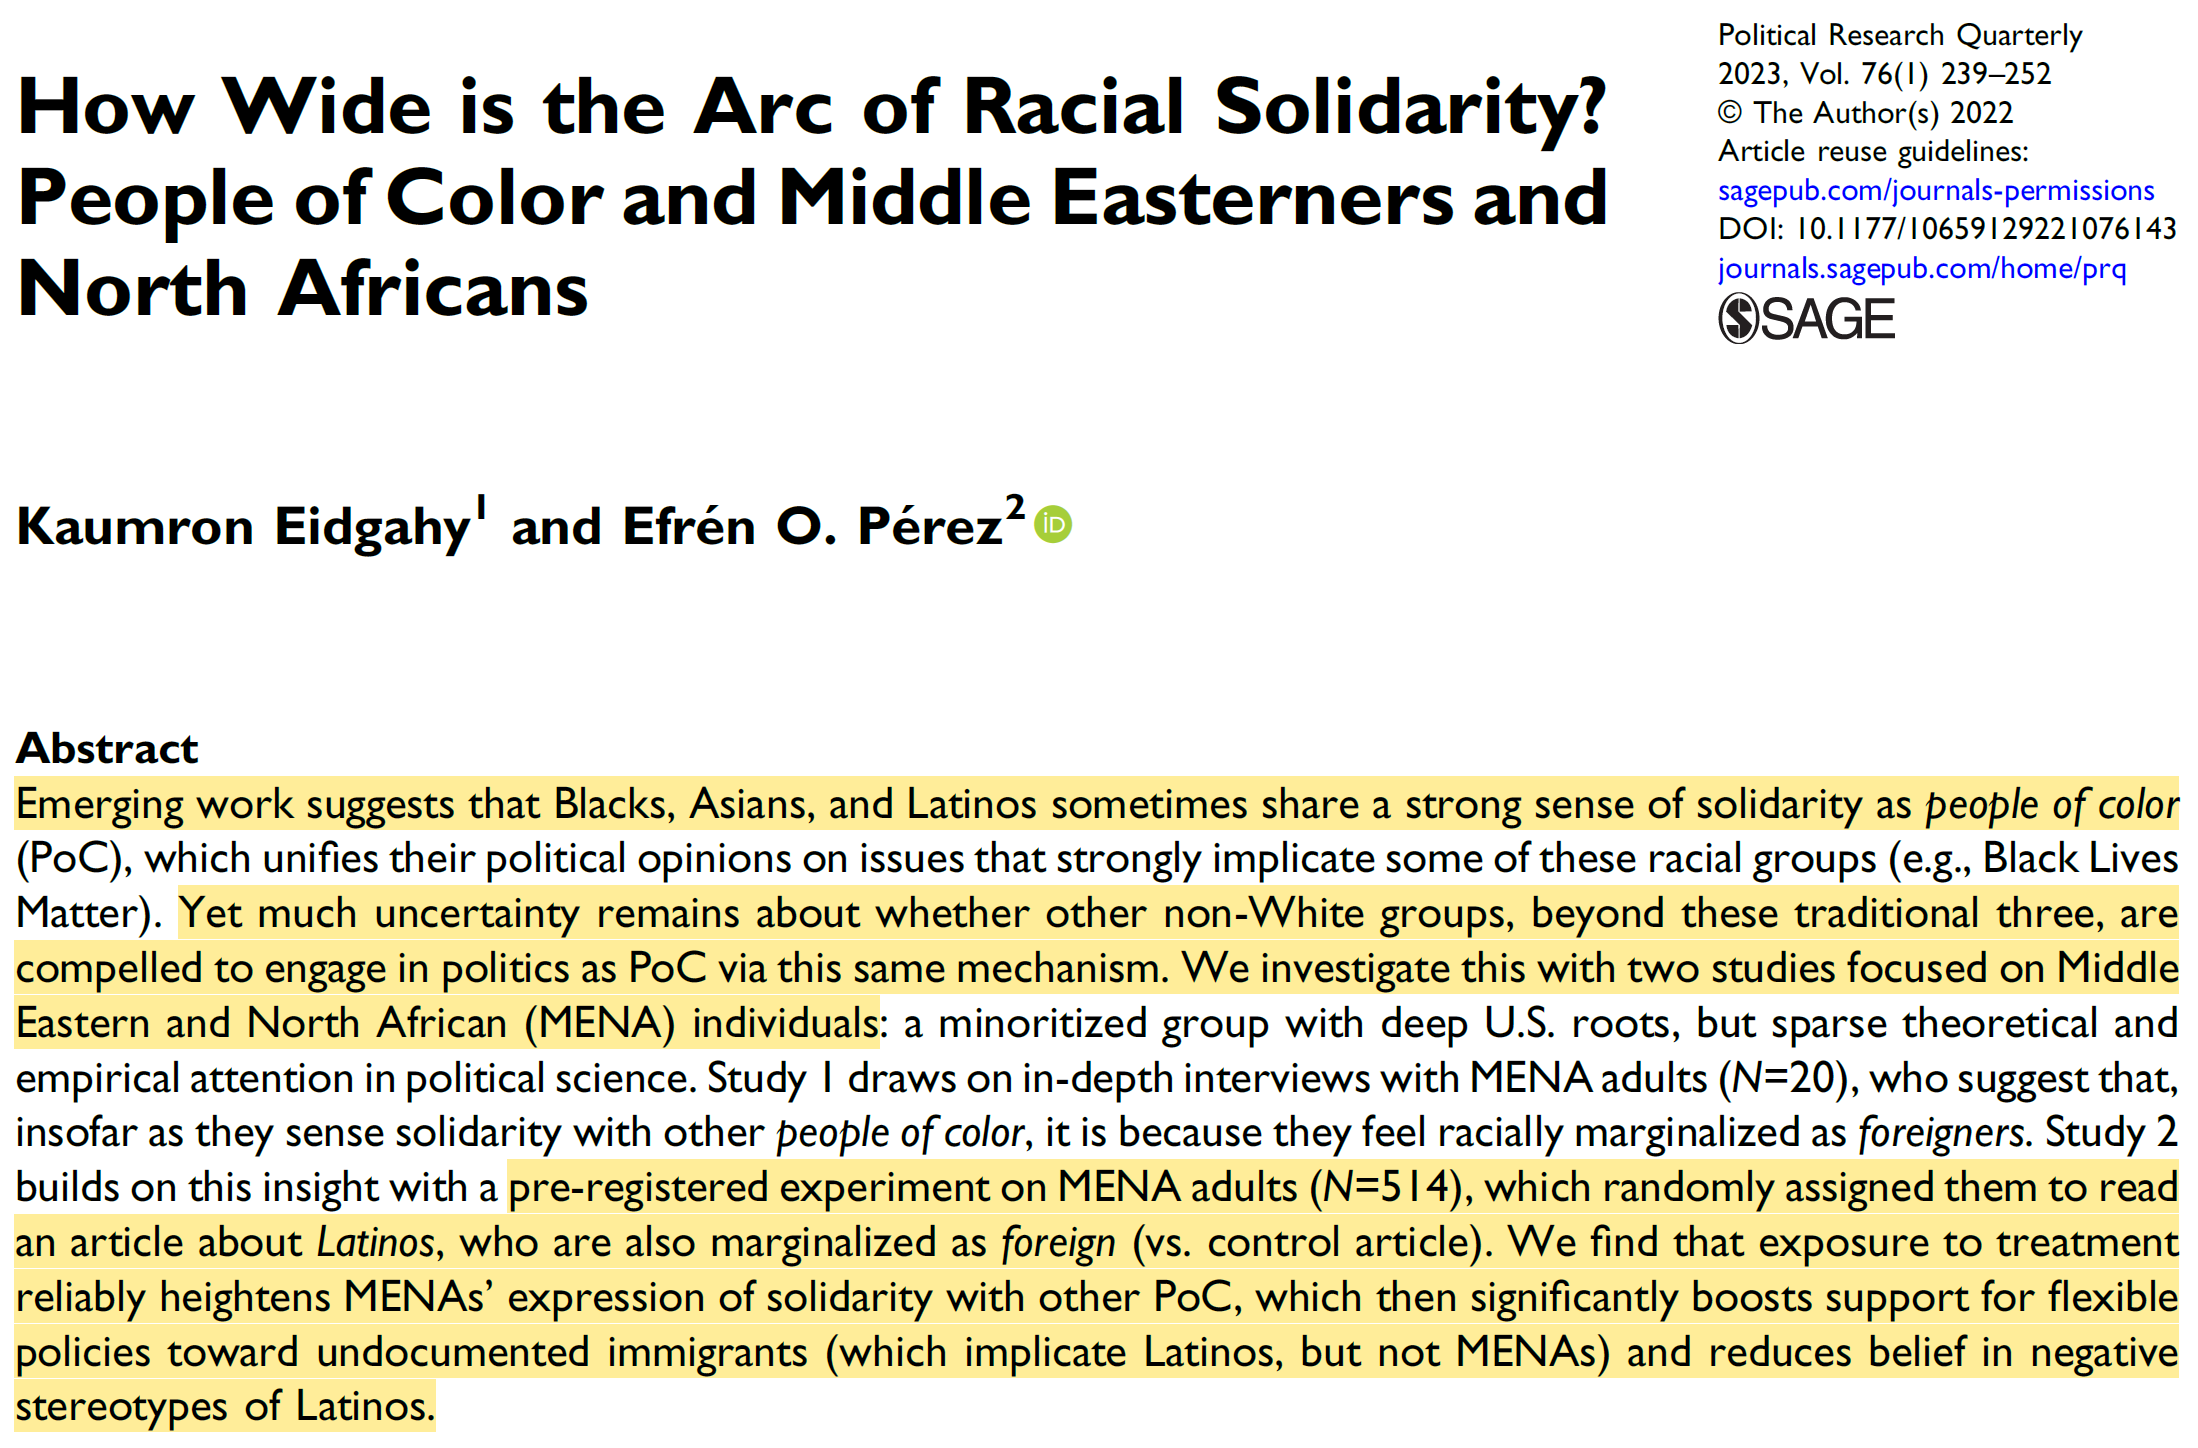 How Wide is the Arc of Racial Solidarity?
People of Color and Middle Easterners and
North Africans
Political Research Quarterly
2023, Vol. 76(1) 239–252
© The Author(s) 2022
Article reuse guidelines:
sagepub.com/journals-permissions
DOI: 10.1177/10659129221076143
journals.sagepub.com/home/prq
SAGE
Kaumron Eidgahy1 and Efrén O. Pérez2 iD
Abstract
Emerging work suggests that Blacks, Asians, and Latinos sometimes share a strong sense of solidarity as people of color
(PoC), which unifies their political opinions on issues that strongly implicate some of these racial groups (e.g., Black Lives
Matter). Yet much uncertainty remains about whether other non-White groups, beyond these traditional three, are
compelled to engage in politics as PoC via this same mechanism. We investigate this with two studies focused on Middle
Eastern and North African (MENA) individuals: a minoritized group with deep U.S. roots, but sparse theoretical and
empirical attention in political science. Study 1 draws on in-depth interviews with MENA adults (N=20), who suggest that,
insofar as they sense solidarity with other people of color, it is because they feel racially marginalized as foreigners. Study 2
builds on this insight with a pre-registered experiment on MENA adults (N=514), which randomly assigned them to read
an article about Latinos, who are also marginalized as foreign (vs. control article). We find that exposure to treatment
reliably heightens MENAs’ expression of solidarity with other PoC, which then significantly boosts support for flexible
policies toward undocumented immigrants (which implicate Latinos, but not MENAs) and reduces belief in negative
stereotypes of Latinos.